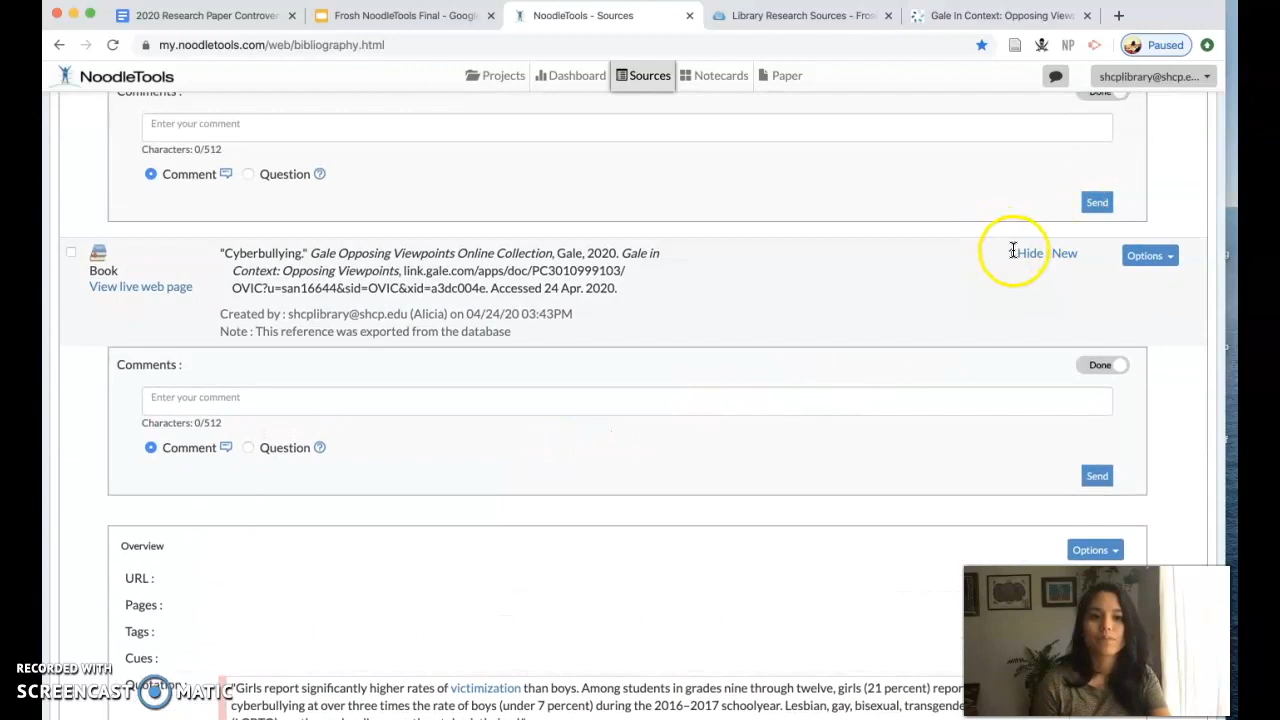 2020 Research Paper Controver
Frosh NoodleTools Final - Google
NoodleTools - Sources
Library Research Sources - Fros
Gale In Context: Opposing View
my.noodletools.com/web/bibliography.html
NP
Paused
NoodleTools
Projects
Dashboard
Sources
Notecards
Paper
shcplibrary@shcp.e...
Comments :
Done
Enter your comment
Characters: 0/512
Comment
Question
Send
Book
View live web page
"Cyberbullying." Gale Opposing Viewpoints Online Collection, Gale, 2020. Gale in
Context: Opposing Viewpoints, link.gale.com/apps/doc/PC3010999103/
OVIC?u=san16644&sid=OVIC&xid=a3dc004e. Accessed 24 Apr. 2020.
Hide New
Options
Created by : shcplibrary@shcp.edu (Alicia) on 04/24/20 03:43PM
Note : This reference was exported from the database
Comments :
Done
Enter your comment
Characters: 0/512
Comment
Question
Send
Overview
Options
URL :
Pages :
Tags :
Cues :
"Girls report significantly higher rates of victimization than boys. Among students in grades nine through twelve, girls (21 percent) repor
cyberbullying at over three times the rate of boys (under 7 percent) during the 2016–20 schoolyear. Women, gay, bisexual, transgende
RECORDED WITH
SCREENCAST MATIC